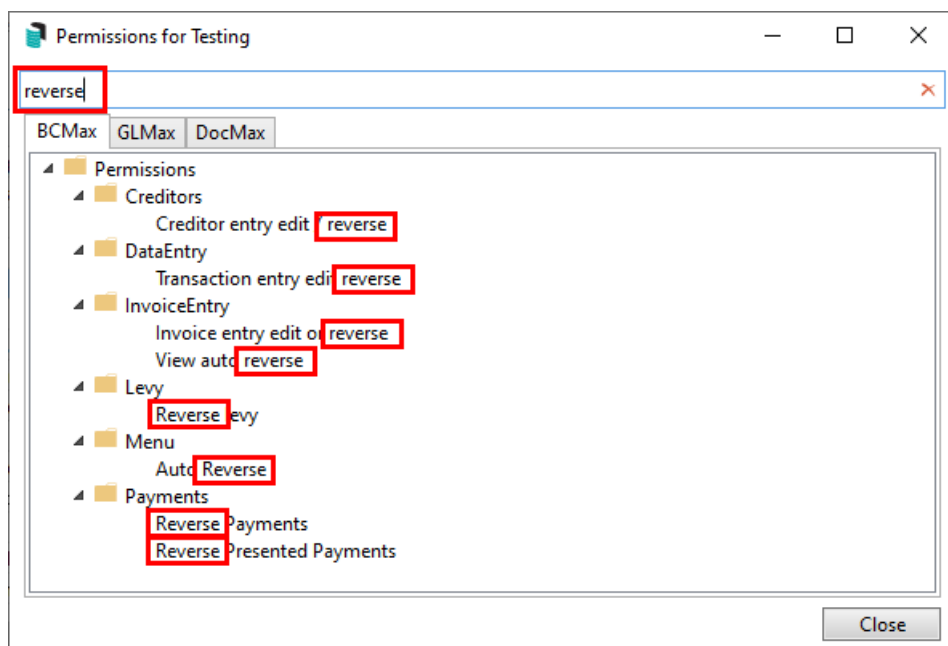 Permissions for Testing
reverse
BCMax GLMax DocMax
Permissions
Creditors
Creditor entry edit / reverse
DataEntry
Transaction entry edit reverse
InvoiceEntry
Invoice entry edit or reverse
View auto reverse
Levy
Reverse Levy
Menu
Auto Reverse
Payments
Reverse Payments
Reverse Presented Payments
Close